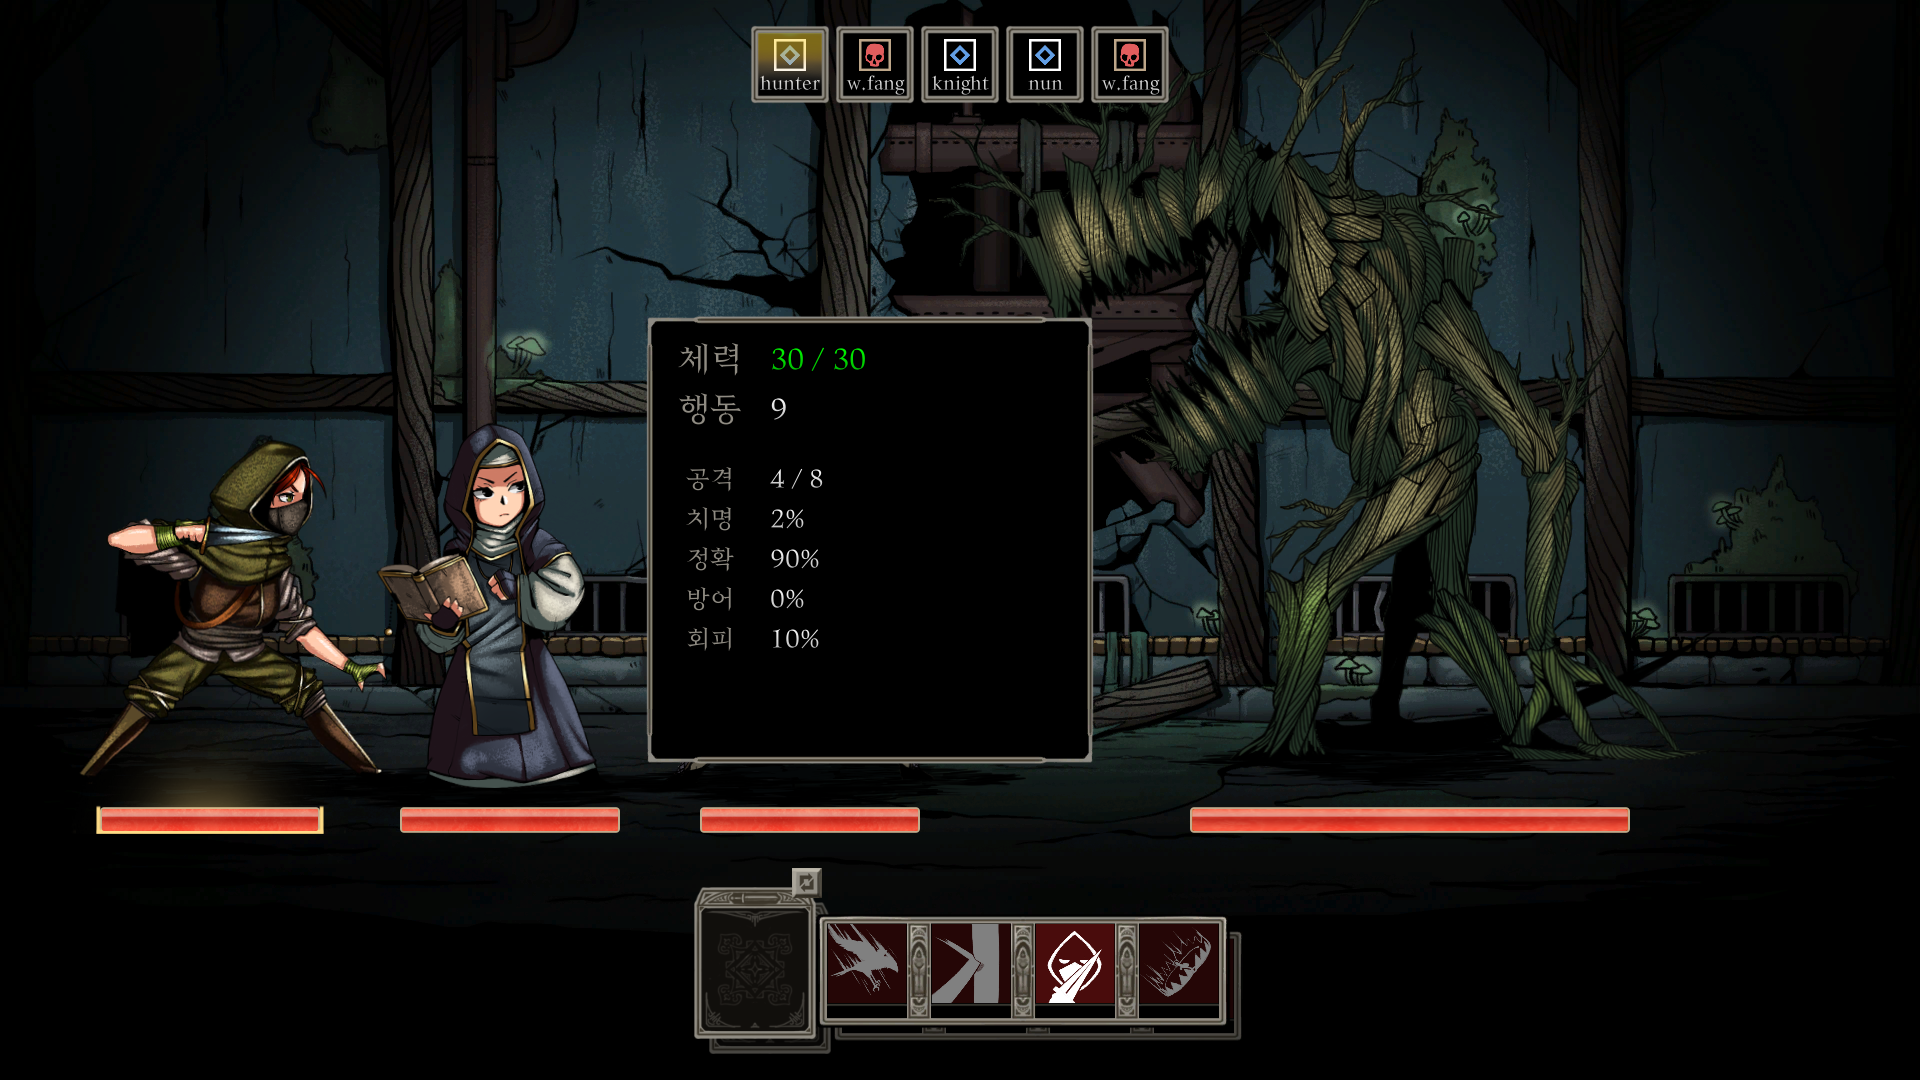 hunter w.fang knight nun w.fang
체력 30 / 30
행동 9
공격 4 / 8
치명 2%
정확 90%
방어 0%
회피 10%